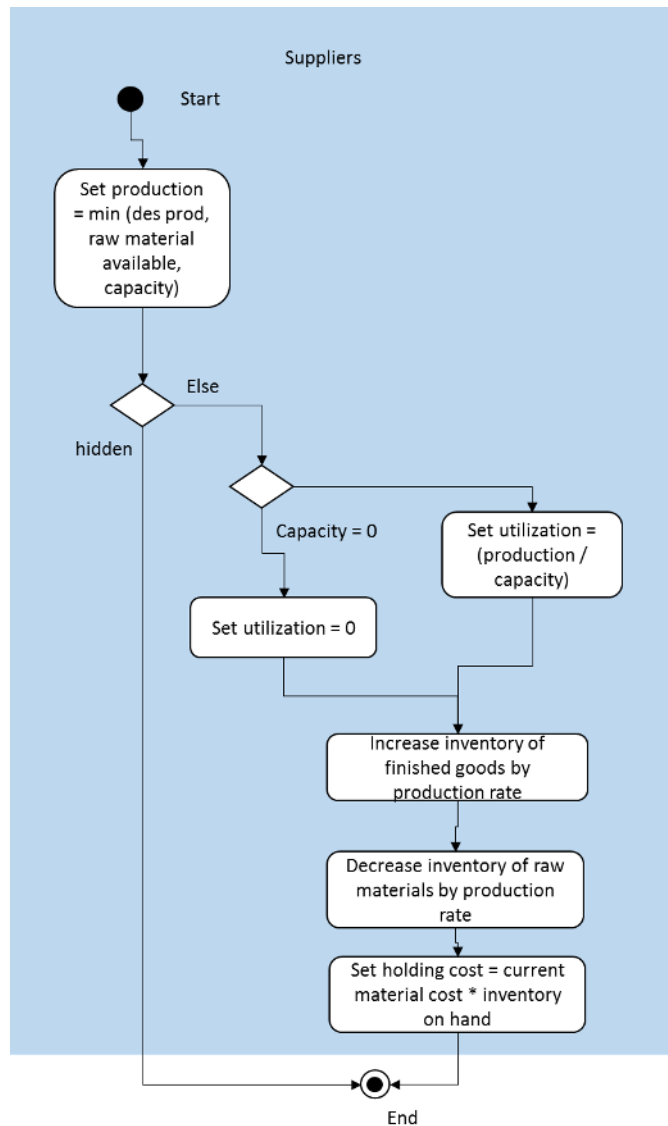 Suppliers
Start
Set production
= min (des prod,
raw material
available,
capacity)
Else
hidden
Capacity = 0
Set utilization =
(production /
capacity)
Set utilization = 0
Increase inventory of
finished goods by
production rate
Decrease inventory of raw
materials by production
rate
Set holding cost = current
material cost * inventory
on hand
End